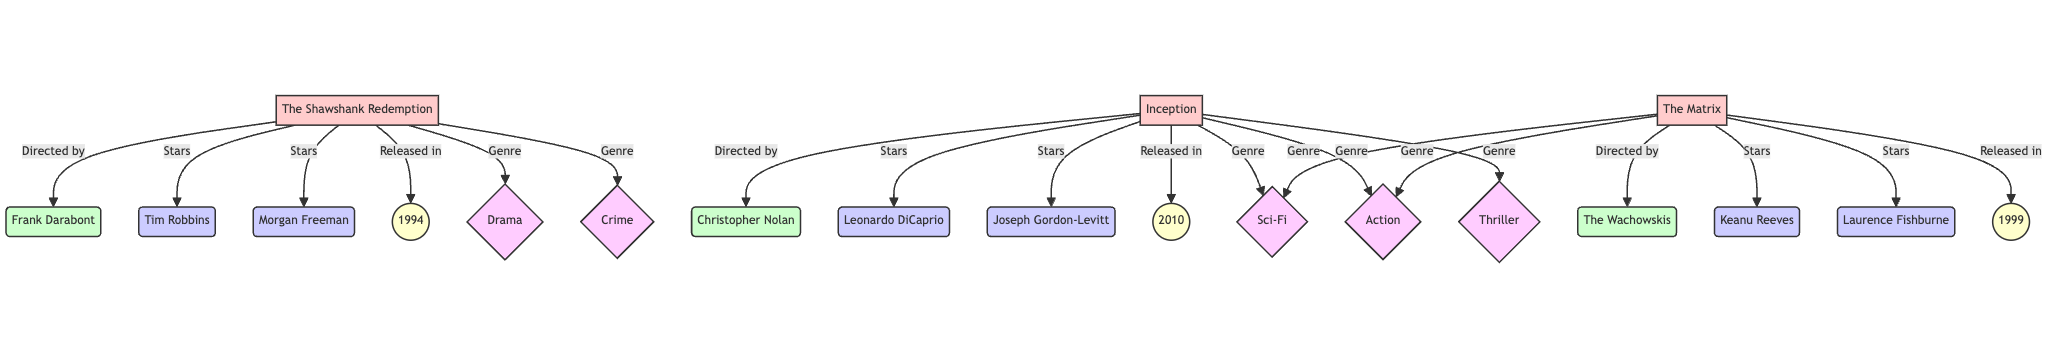 The Shawshank Redemption
Inception
The Matrix
Directed by
Stars
Stars
Released in
Genre
Genre
Directed by
Stars
Stars
Released in
Genre
Genre
Genre
Genre
Genre
Directed by
Stars
Stars
Released in
Frank Darabont
Tim Robbins
Morgan Freeman
1994
Drama
Crime
Christopher Nolan
Leonardo DiCaprio
Joseph Gordon-Levitt
2010
Sci-Fi
Action
Thriller
The Wachowskis
Keanu Reeves
Laurence Fishburne
1999